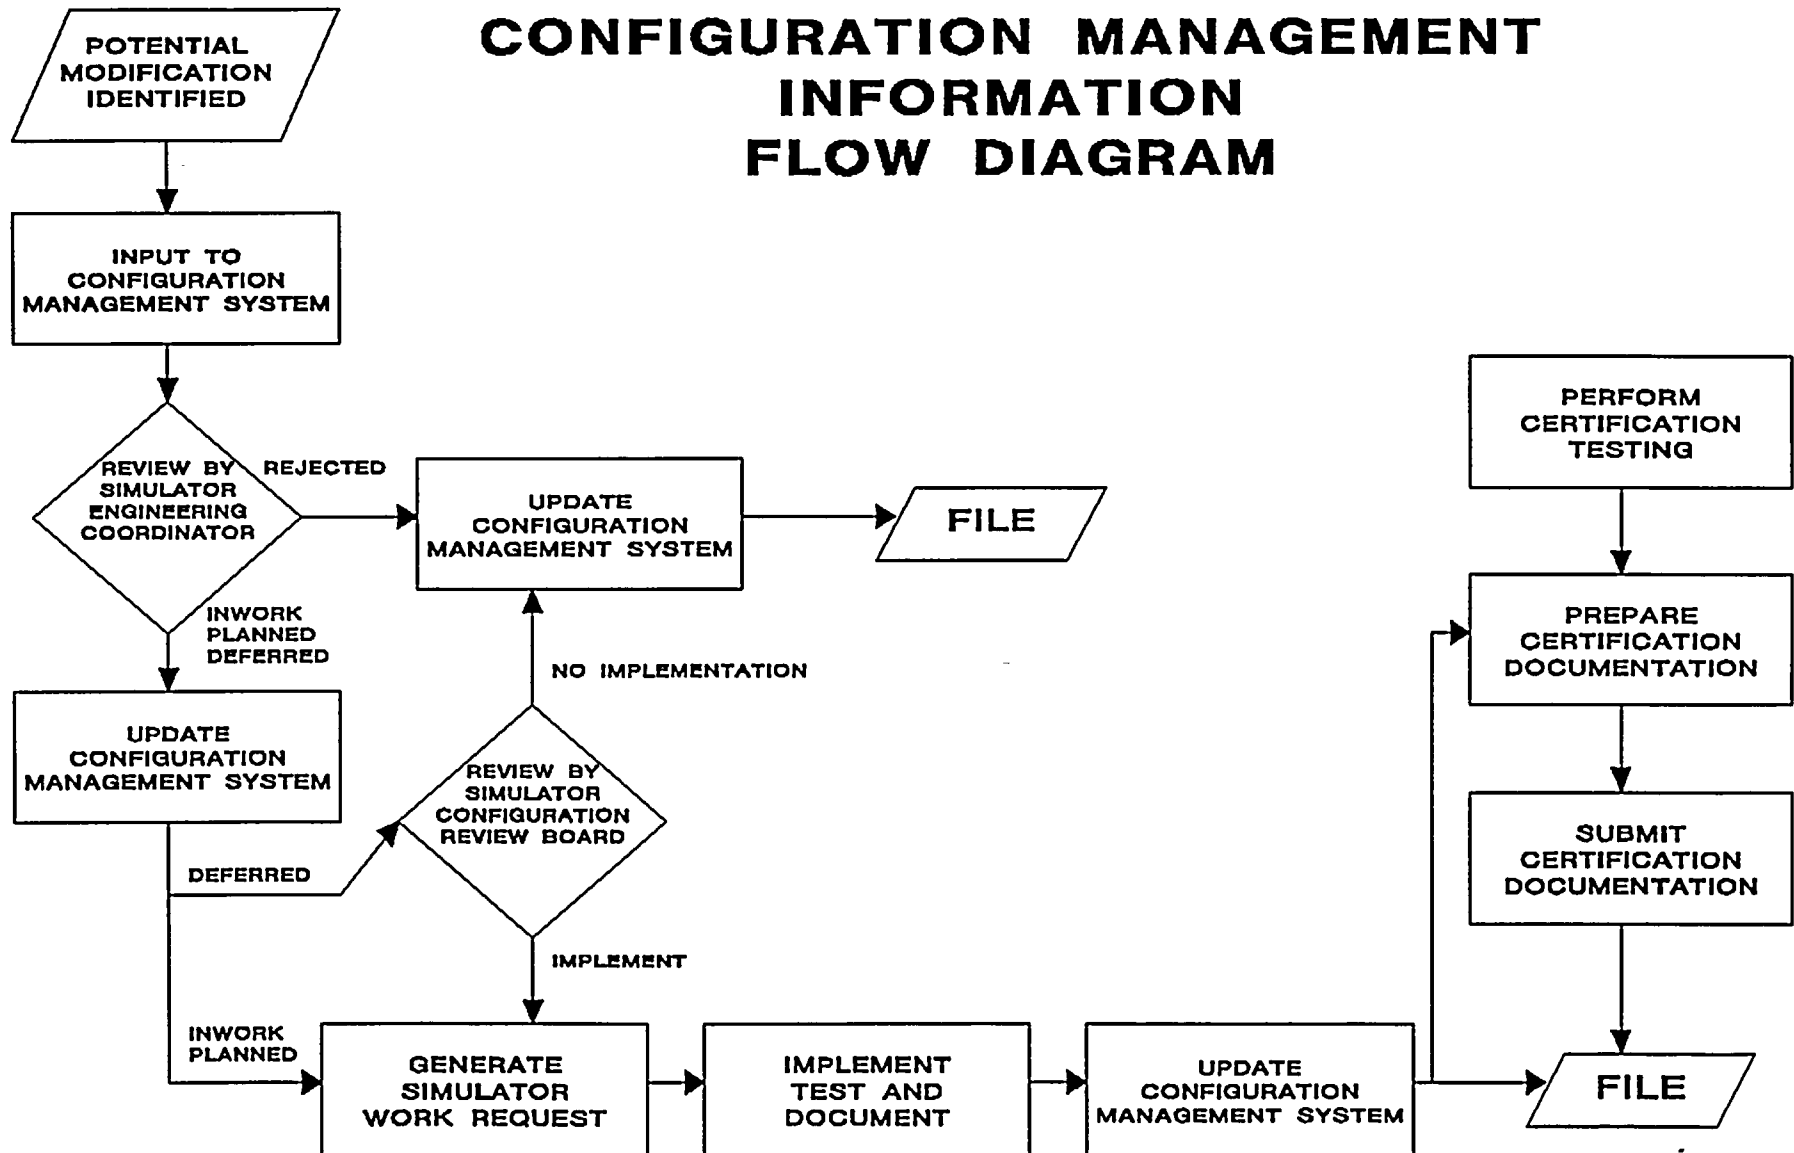 CONFIGURATION MANAGEMENT
INFORMATION
FLOW DIAGRAM
POTENTIAL
MODIFICATION
IDENTIFIED
INPUT TO
CONFIGURATION
MANAGEMENT SYSTEM
REVIEW BY
SIMULATOR
ENGINEERING
COORDINATOR
REJECTED
UPDATE
CONFIGURATION
MANAGEMENT SYSTEM
FILE
INWORK
PLANNED
DEFERRED
UPDATE
CONFIGURATION
MANAGEMENT SYSTEM
NO IMPLEMENTATION
REVIEW BY
SIMULATOR
CONFIGURATION
REVIEW BOARD
DEFERRED
IMPLEMENT
INWORK
PLANNED
GENERATE
SIMULATOR
WORK REQUEST
IMPLEMENT
TEST AND
DOCUMENT
UPDATE
CONFIGURATION
MANAGEMENT SYSTEM
PERFORM
CERTIFICATION
TESTING
PREPARE
CERTIFICATION
DOCUMENTATION
SUBMIT
CERTIFICATION
DOCUMENTATION
FILE